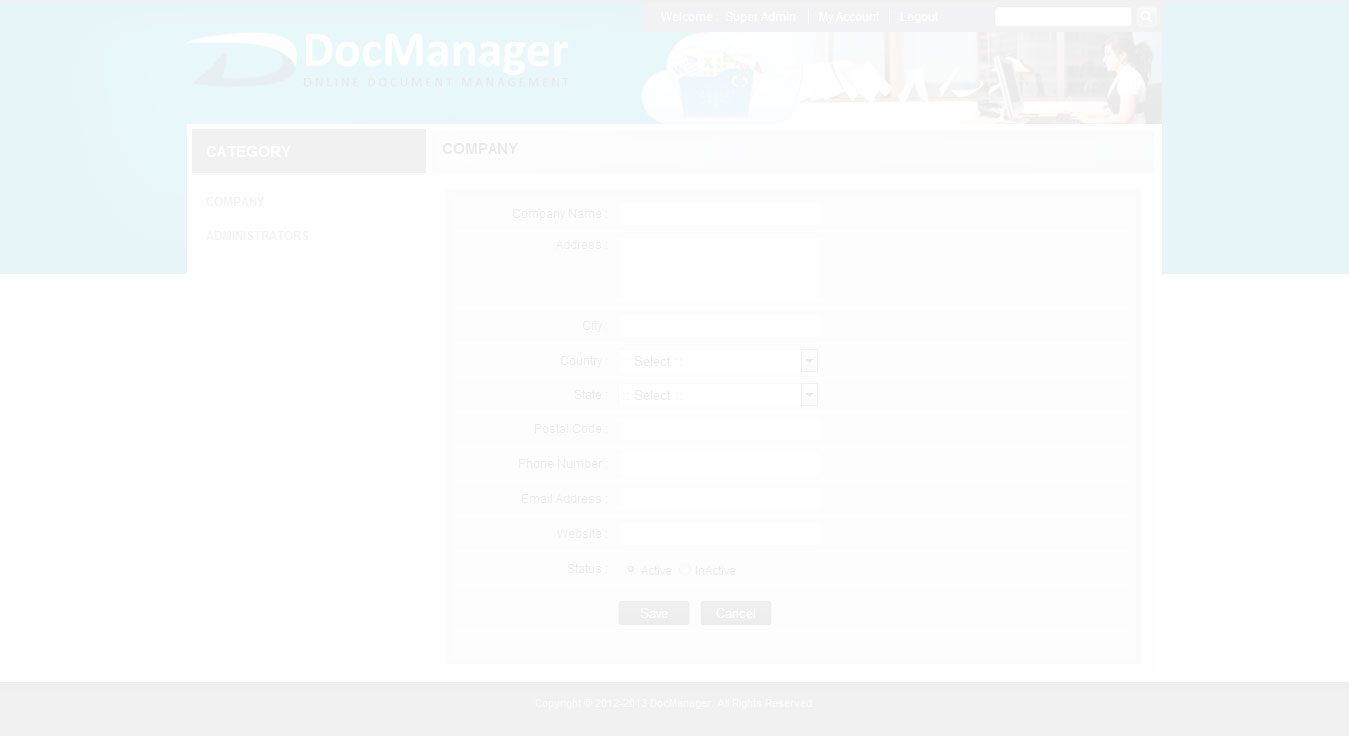 Welcome : Super Admin | My Account | Logout
DocManager
ONLINE DOCUMENT MANAGEMENT
CATEGORY
COMPANY
ADMINISTRATORS
COMPANY
Company Name :
Address :
City :
Country : :: Select ::
State : :: Select ::
Postal Code :
Phone Number :
Email Address :
Website :
Status : Active InActive
Save Cancel
Copyright © 2012-2013 DocManager. All Rights Reserved